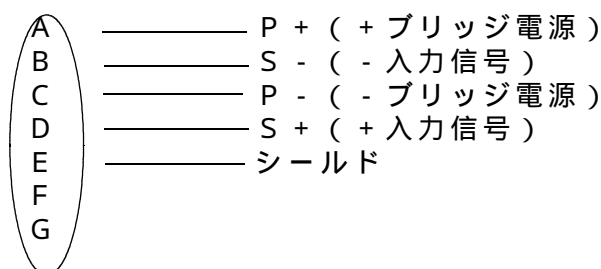 A P + ( + ブリッジ電源 )
B S - ( - 入力信号 )
C P - ( - ブリッジ電源 )
D S + ( + 入力信号 )
E シールド
F
G